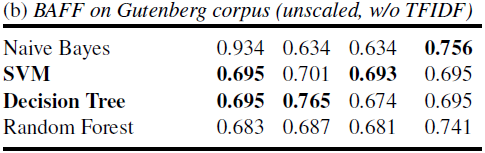 (b) BAFF on Gutenberg corpus (unscaled, w/o TFIDF)
Naive Bayes 0.934 0.634 0.634 0.756
SVM 0.695 0.701 0.693 0.695
Decision Tree 0.695 0.765 0.674 0.695
Random Forest 0.683 0.687 0.681 0.741